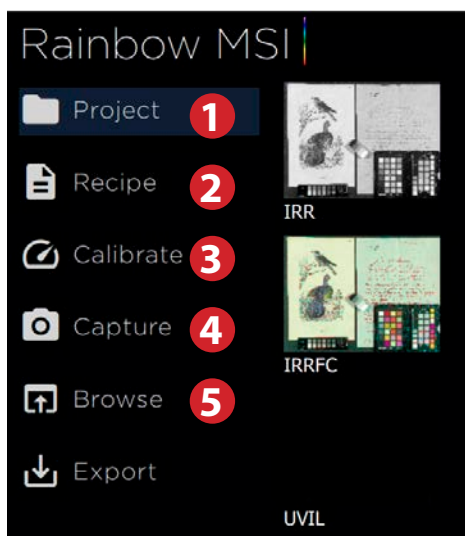 Rainbow MSI
Project 1
Recipe 2
Calibrate 3
Capture 4
Browse 5
Export
IRR
IRRFC
UVIL